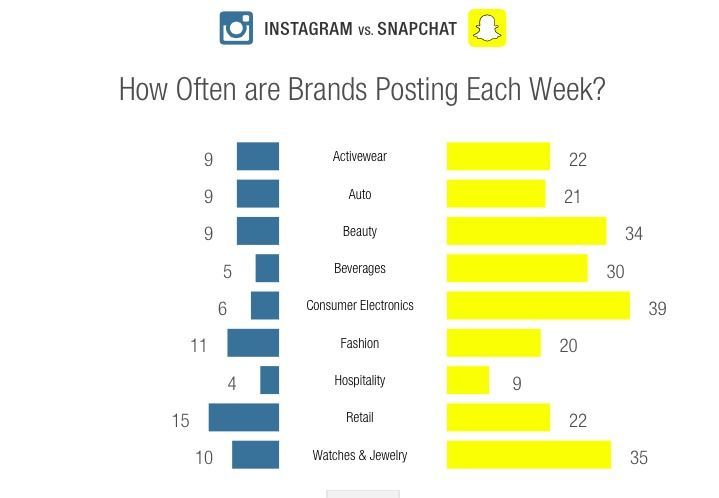 INSTAGRAM vs. SNAPCHAT
How Often are Brands Posting Each Week?
9 Activewear 22
9 Auto 21
9 Beauty 34
5 Beverages 30
6 Consumer Electronics 39
11 Fashion 20
4 Hospitality 9
15 Retail 22
10 Watches & Jewelry 35